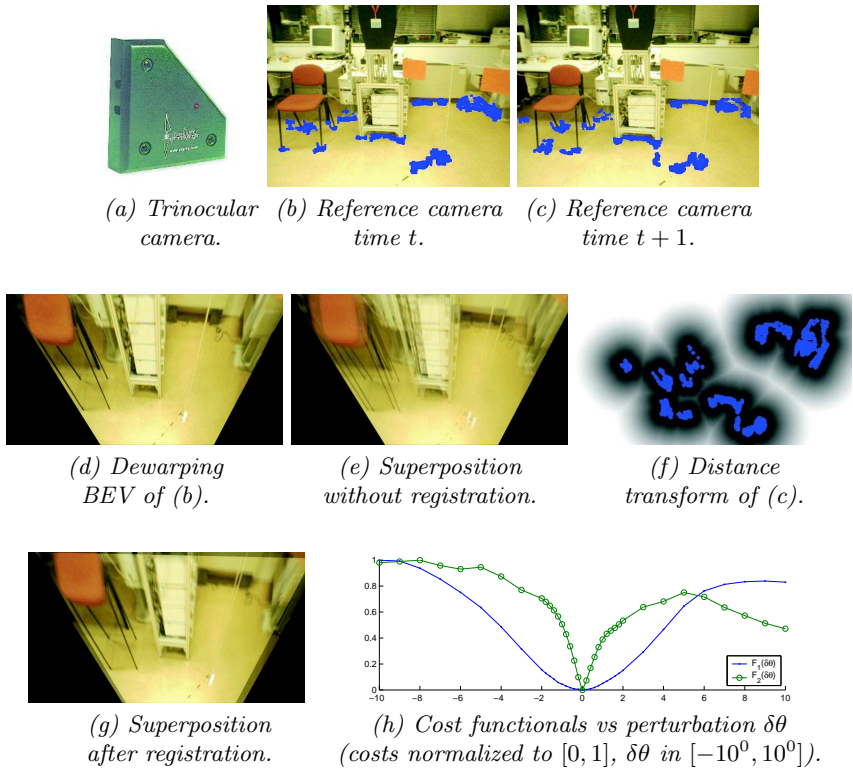 (a) Trinocular camera.
(b) Reference camera time t.
(c) Reference camera time t + 1.
(d) Dewarping BEV of (b).
(e) Superposition without registration.
(f) Distance transform of (c).
(g) Superposition after registration.
1
0.8
0.6
0.4
0.2
0
−10 −8 −6 −4 −2 0 2 4 6 8 10
F₁(δθ)
F₂(δθ)
(h) Cost functionals vs perturbation δθ
(costs normalized to [0, 1], δθ in [−10⁰, 10⁰]).